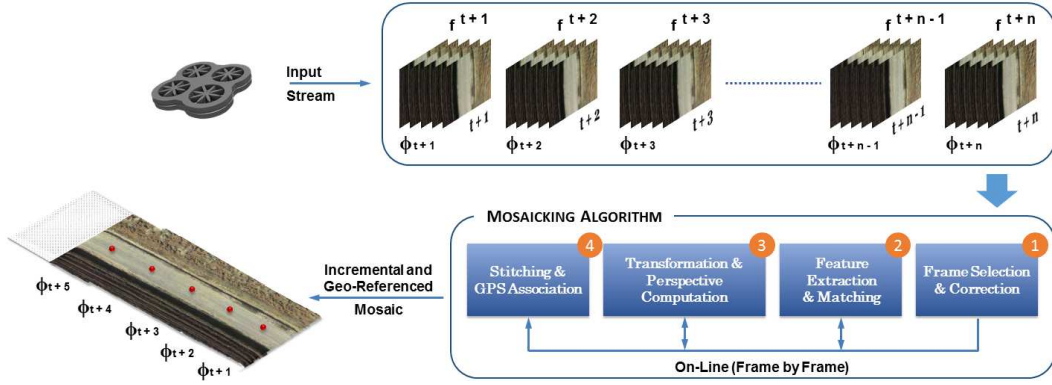 f t + 1
f t + 2
f t + 3
f t + n - 1
f t + n
Input
Stream
t+1
t+2
t+3
t+n-1
t+n
ϕt + 1
ϕt + 2
ϕt + 3
ϕt + n - 1
ϕt + n
MOSAICKING ALGORITHM
4
3
2
1
Stitching &
GPS Association
Transformation &
Perspective
Computation
Feature
Extraction
& Matching
Frame Selection
& Correction
Incremental and
Geo-Referenced
Mosaic
On-Line (Frame by Frame)
ϕt + 5
ϕt + 4
ϕt + 3
ϕt + 2
ϕt + 1